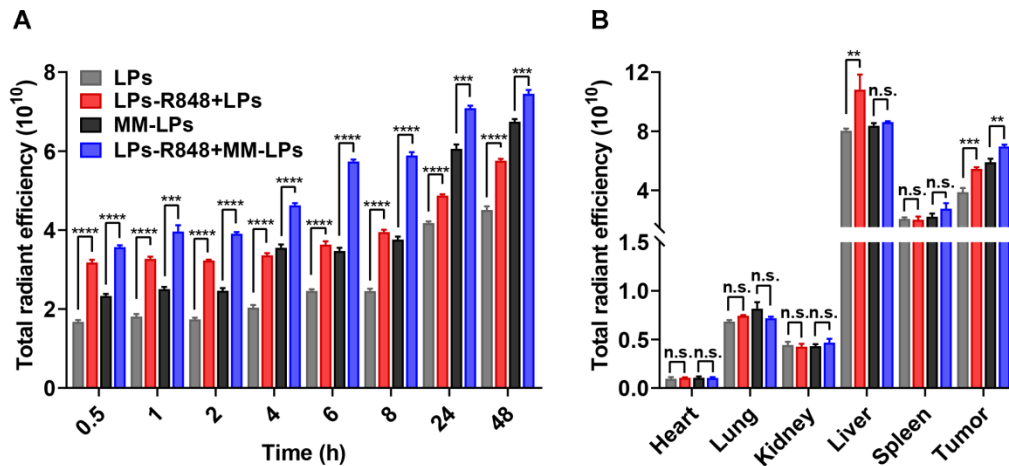 A
Total radiant efficiency (10¹⁰)
8
6
4
2
0
LPs
LPs-R848+LPs
MM-LPs
LPs-R848+MM-LPs
**** ****
**** ***
**** ****
**** ****
**** ****
**** ****
**** ***
**** ***
0.5 1 2 4 6 8 24 48
Time (h)
B
Total radiant efficiency (10¹⁰)
12
8
4
1.5
1.0
0.5
0.0
n.s. n.s.
n.s. n.s.
n.s. n.s.
** n.s.
n.s. n.s.
*** **
Heart Lung Kidney Liver Spleen Tumor